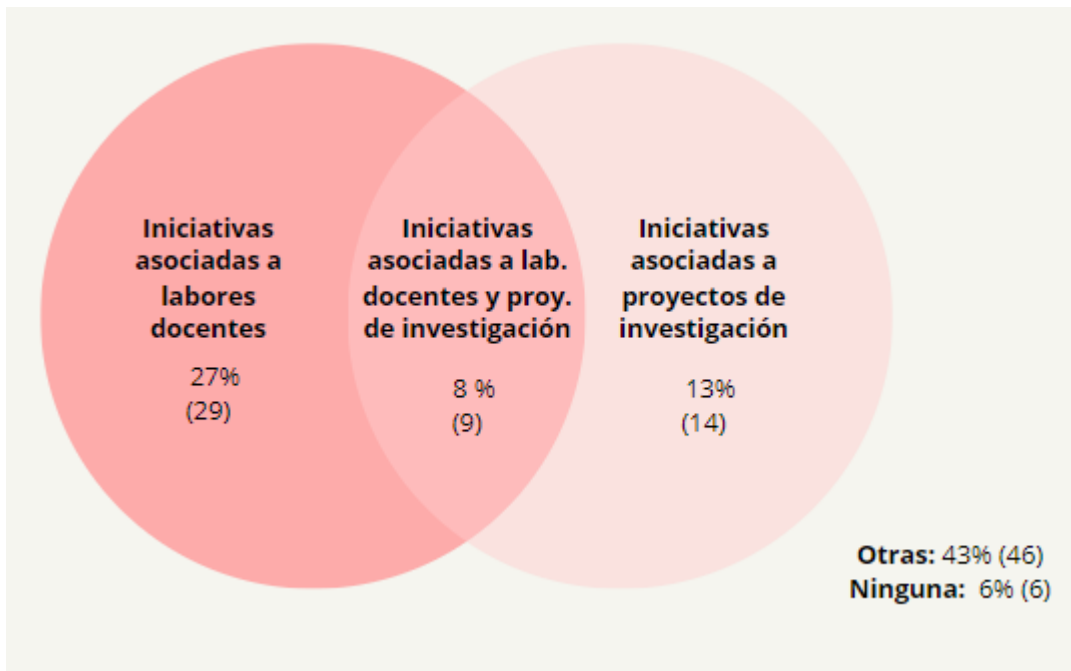 Iniciativas
asociadas a
labores
docentes
27%
(29)
Iniciativas
asociadas a lab.
docentes y proy.
de investigación
8 %
(9)
Iniciativas
asociadas a
proyectos de
investigación
13%
(14)
Otras: 43% (46)
Ninguna: 6% (6)